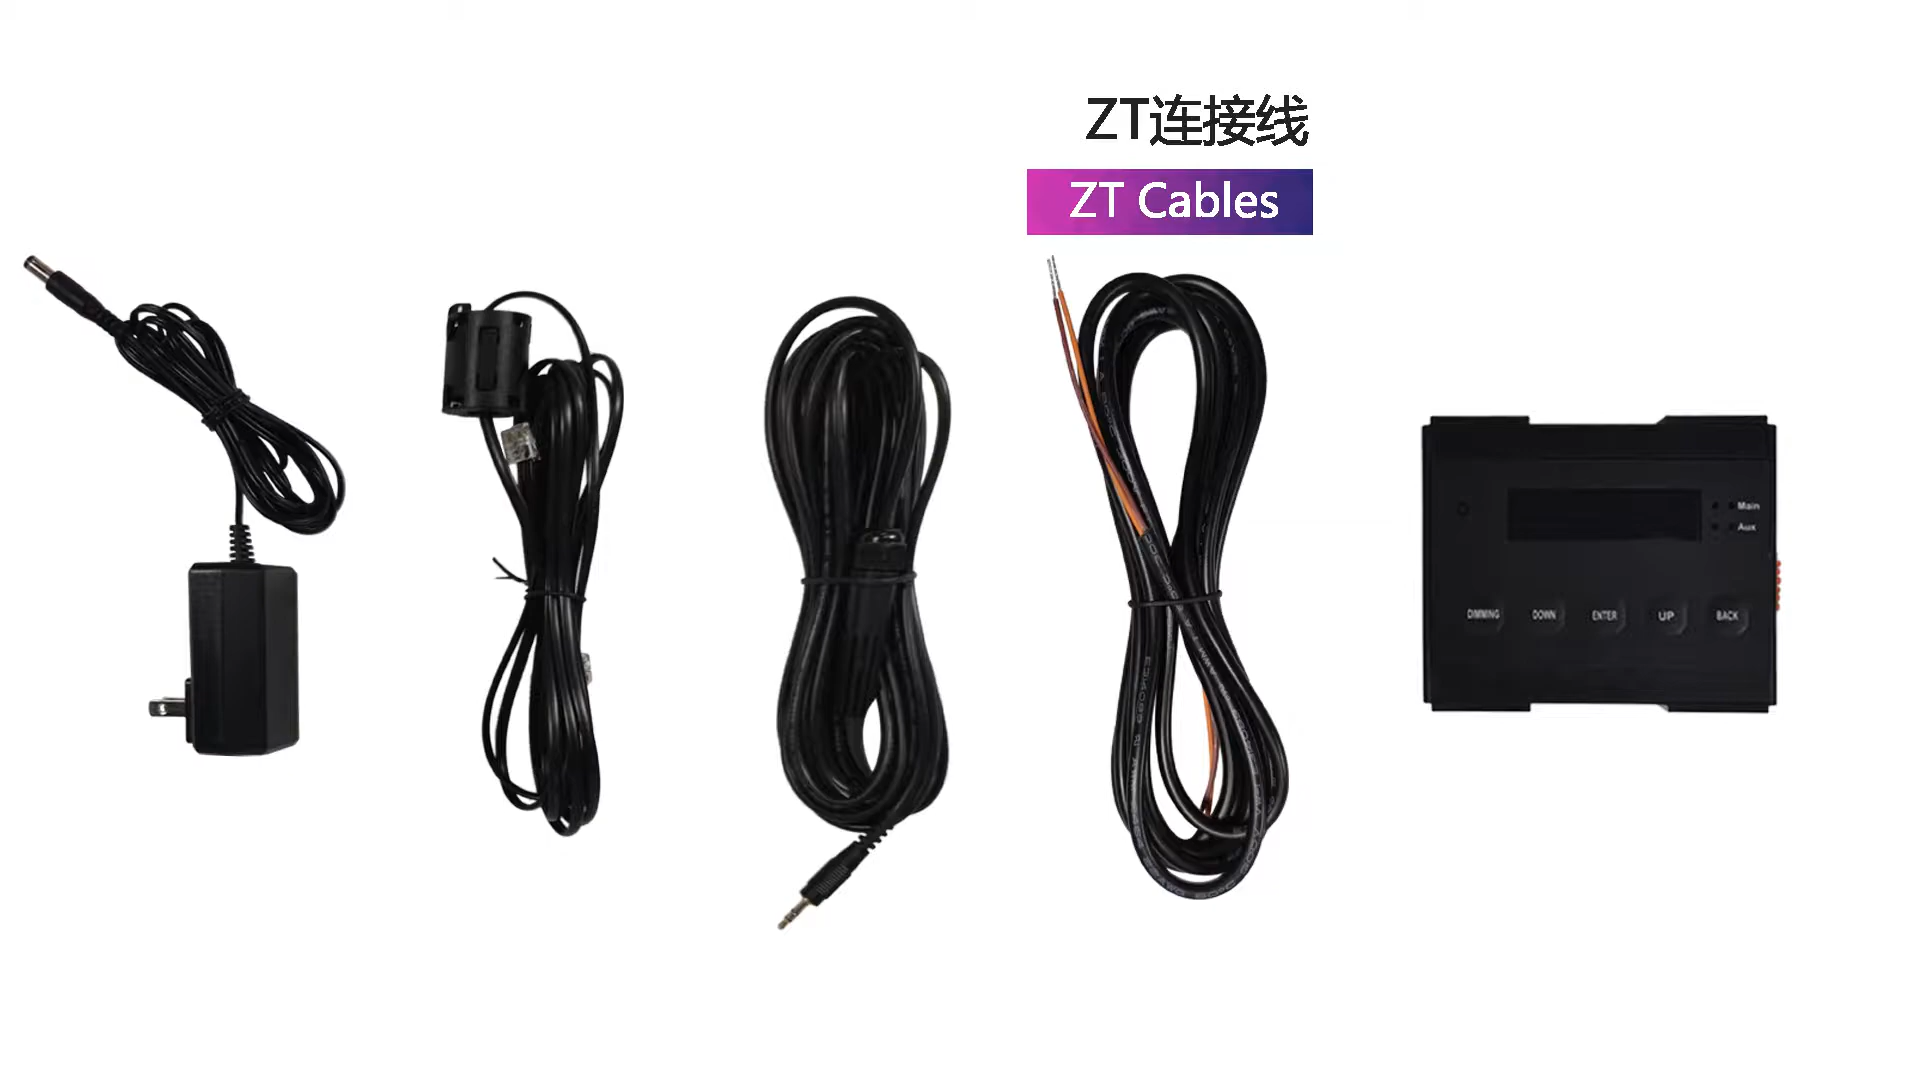 ZT连接线
ZT Cables
Main
Aux
DIMMING
DOWN
ENTER
UP
BACK